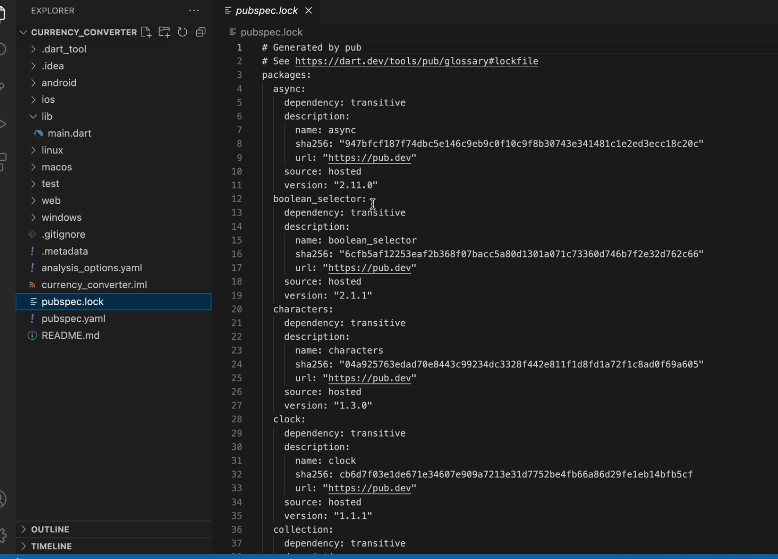 EXPLORER
CURRENCY_CONVERTER
.dart_tool
.idea
android
ios
lib
main.dart
linux
macos
test
web
windows
.gitignore
.metadata
analysis_options.yaml
currency_converter.iml
pubspec.lock
pubspec.yaml
README.md
OUTLINE
TIMELINE
pubspec.lock
pubspec.lock
1 # Generated by pub
2 # See https://dart.dev/tools/pub/glossary#lockfile
3 packages:
4 async:
5 dependency: transitive
6 description:
7 name: async
8 sha256: "947bfcf187f74dbc5e146c9eb9c0f10c9f8b30743e341481c1e2ed3ecc18c20c"
9 url: "https://pub.dev"
10 source: hosted
11 version: "2.11.0"
12 boolean_selector:
13 dependency: transitive
14 description:
15 name: boolean_selector
16 sha256: "6cfb5af12253eaf2b368f07bacc5a80d1301a071c73360d746b7f2e32d762c66"
17 url: "https://pub.dev"
18 source: hosted
19 version: "2.1.1"
20 characters:
21 dependency: transitive
22 description:
23 name: characters
24 sha256: "04a925763edad70e8443c99234dc3328f442e811f1d8fd1a72f1c8ad0f69a605"
25 url: "https://pub.dev"
26 source: hosted
27 version: "1.3.0"
28 clock:
29 dependency: transitive
30 description:
31 name: clock
32 sha256: cb6d7f03e1de671e34607e909a7213e31d7752be4fb66a86d29fe1eb14bfb5cf
33 url: "https://pub.dev"
34 source: hosted
35 version: "1.1.1"
36 collection:
37 dependency: transitive